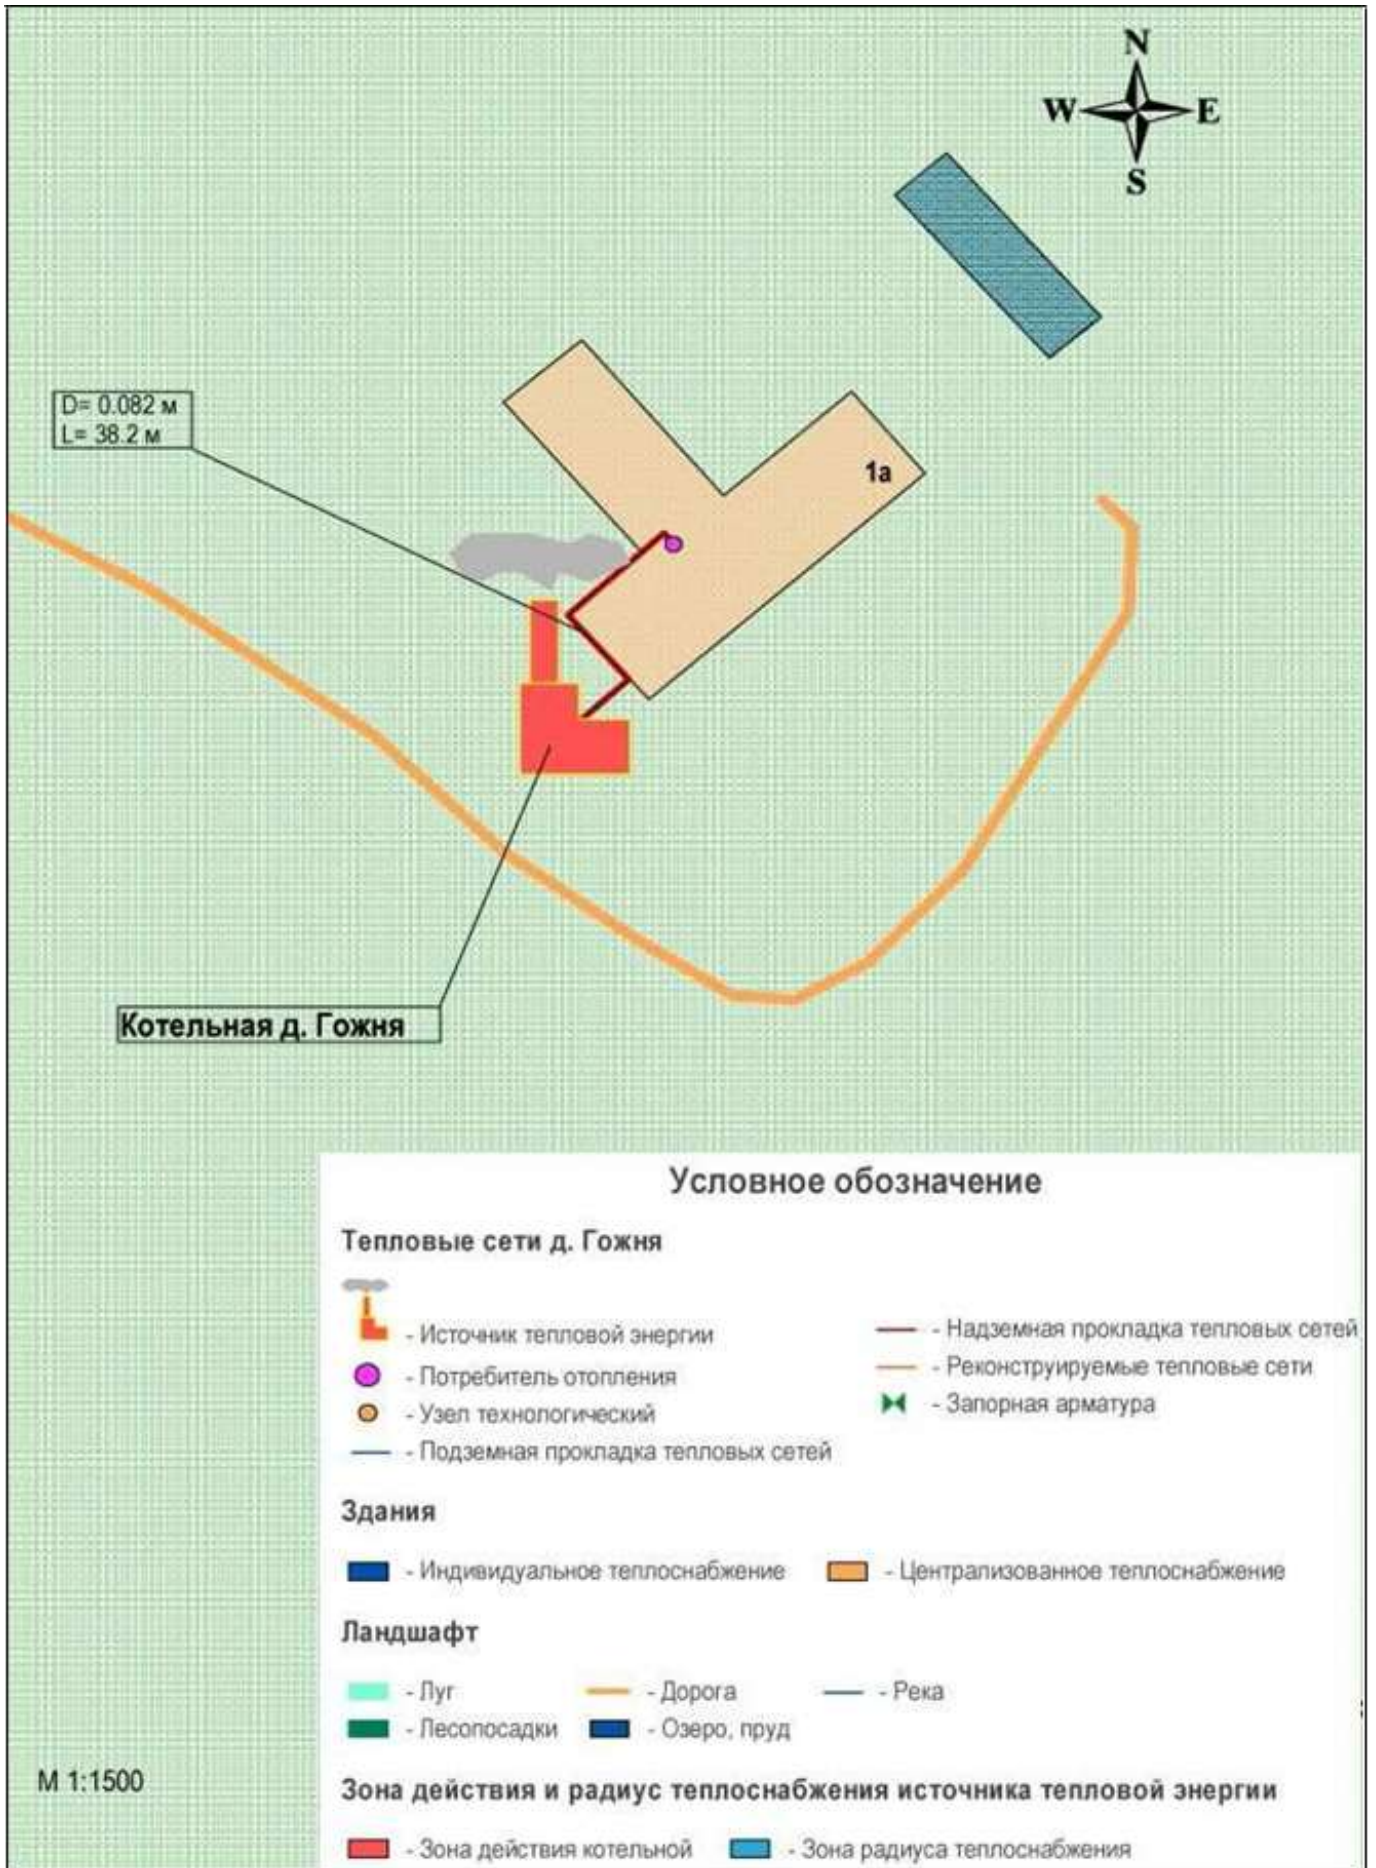 N
W E
S
D= 0.082 м
L= 38.2 м
1а
Котельная д. Гожня
Условное обозначение
Тепловые сети д. Гожня
- Источник тепловой энергии
- Надземная прокладка тепловых сетей
- Потребитель отопления
- Реконструируемые тепловые сети
- Узел технологический
- Запорная арматура
- Подземная прокладка тепловых сетей
Здания
- Индивидуальное теплоснабжение
- Централизованное теплоснабжение
Ландшафт
- Луг
- Дорога
- Река
- Лесопосадки
- Озеро, пруд
М 1:1500
Зона действия и радиус теплоснабжения источника тепловой энергии
- Зона действия котельной
- Зона радиуса теплоснабжения